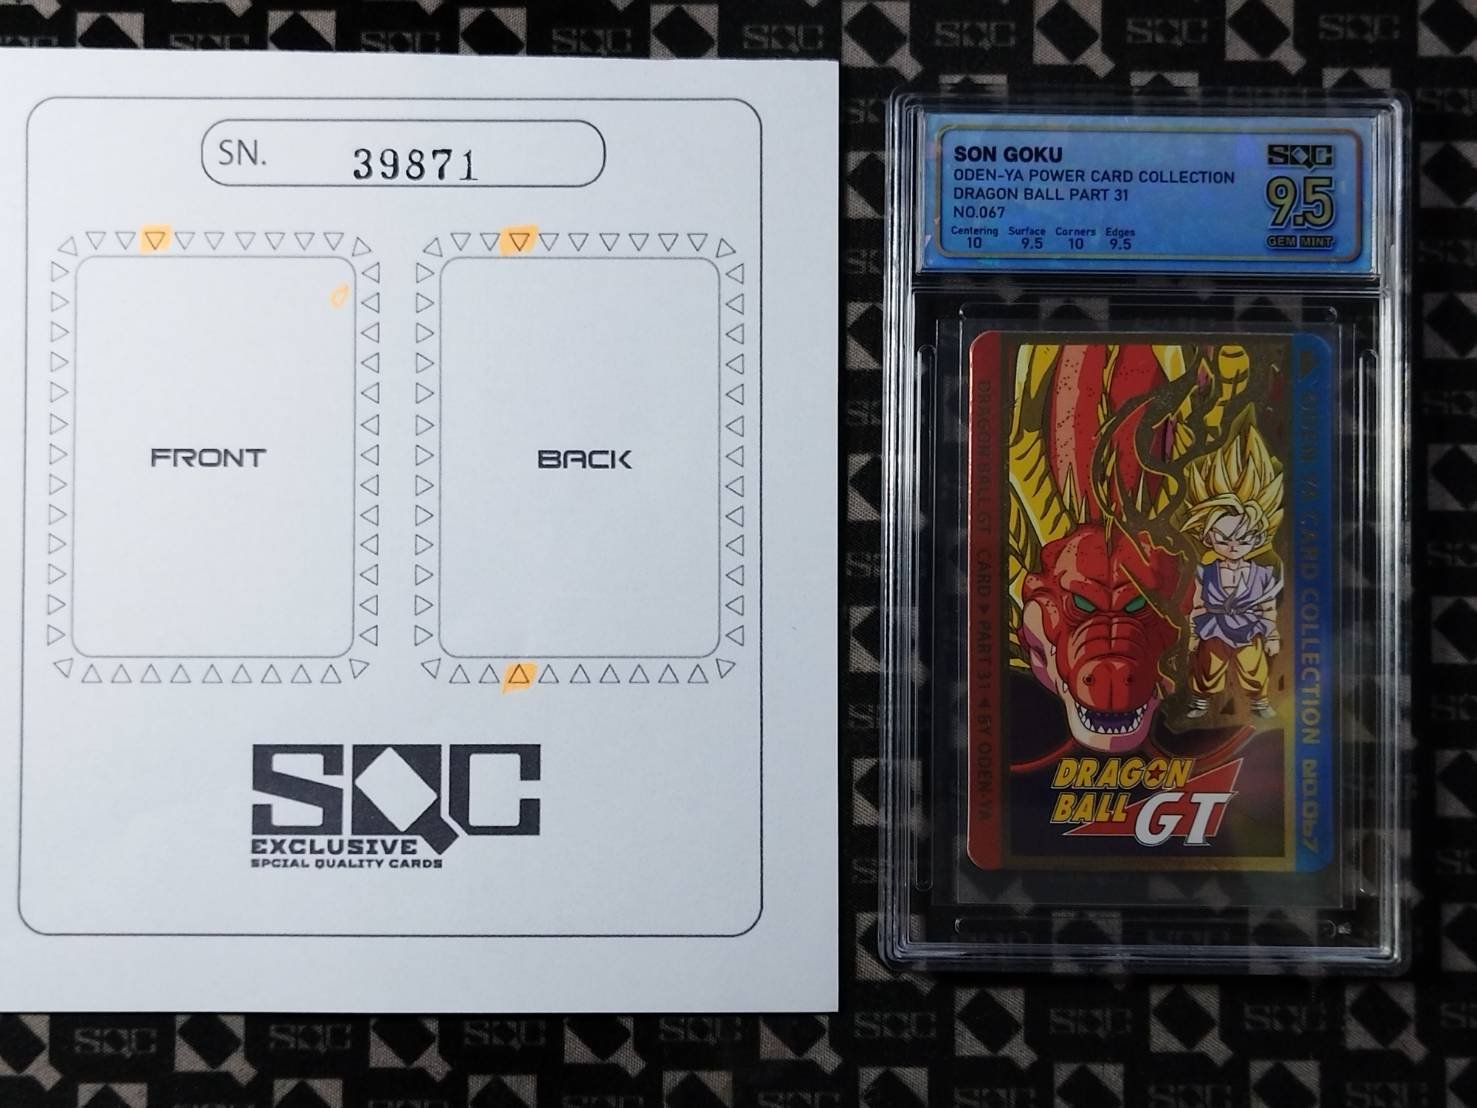 SN. 39871
FRONT
BACK
SQC
EXCLUSIVE
SPCIAL QUALITY CARDS
SON GOKU
ODEN-YA POWER CARD COLLECTION
DRAGON BALL PART 31
NO.067
Centering Surface Corners Edges
10 9.5 10 9.5
SQC
9.5
GEM MINT
DRAGON BALL GT CARD ▶ PART 31 ◀ BY ODEN-YA
ODEN-YA CARD COLLECTION NO.067
DRAGON
BALL GT